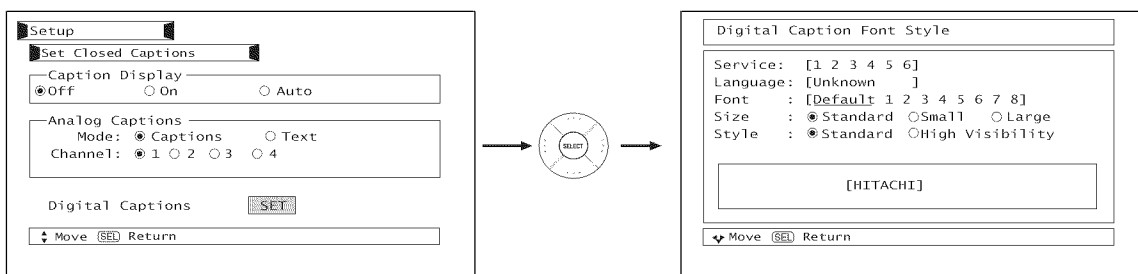 Setup
Set Closed Captions
Caption Display
Off On Auto
Analog Captions
Mode: Captions Text
Channel: 1 2 3 4
Digital Captions SET
Move SEL Return
SELECT
Digital Caption Font Style
Service: [1 2 3 4 5 6]
Language: [Unknown ]
Font : [Default 1 2 3 4 5 6 7 8]
Size : Standard Small Large
Style : Standard High Visibility
[HITACHI]
Move SEL Return